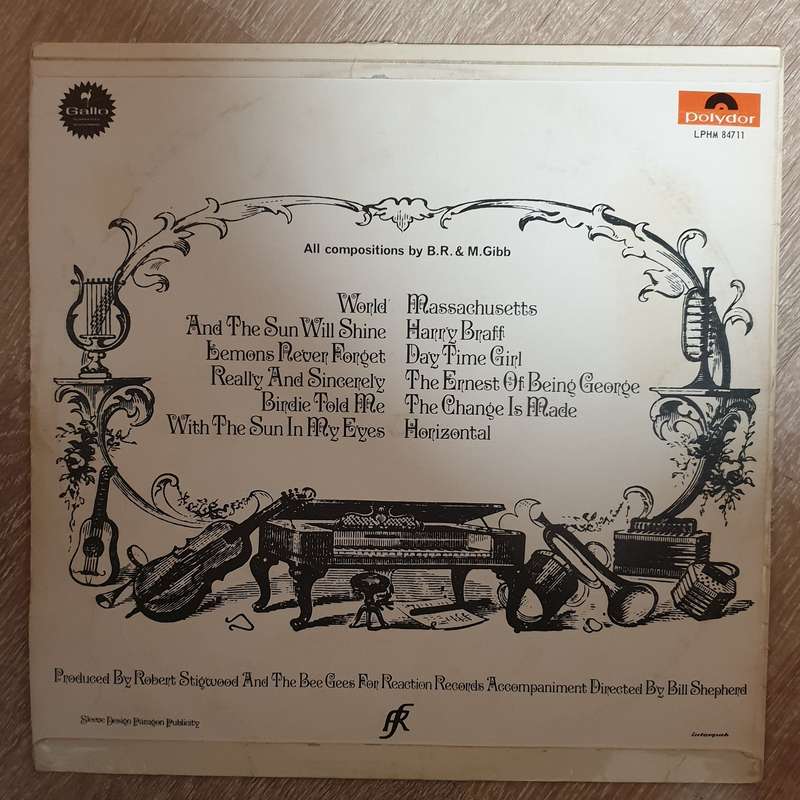 Gallo
polydor
LPHM 84711
All compositions by B.R. & M.Gibb
World
And The Sun Will Shine
Lemons Never Forget
Really And Sincerely
Birdie Told Me
With The Sun In My Eyes
Massachusetts
Harry Braff
Day Time Girl
The Ernest Of Being George
The Change Is Made
Horizontal
Produced By Robert Stigwood And The Bee Gees For Reaction Records Accompaniment Directed By Bill Shepherd
Sleeve Design Paragon Publicity